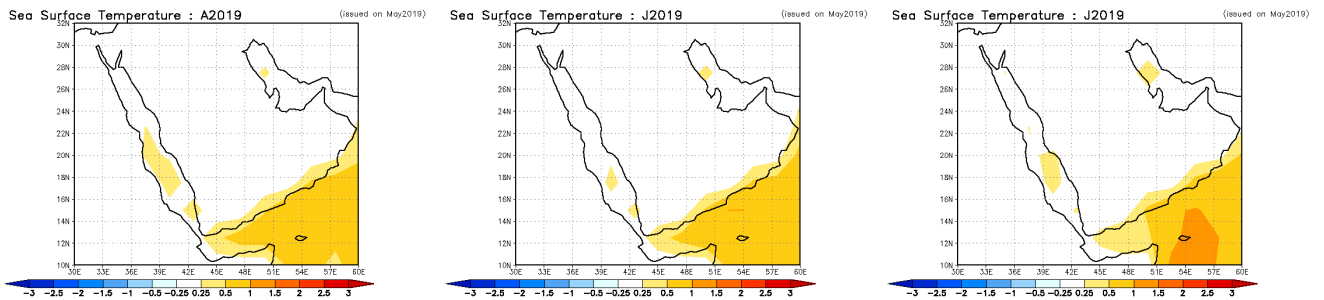 Sea Surface Temperature : A2019 (issued on May2019)
32N
30N
28N
26N
24N
22N
20N
18N
16N
14N
12N
10N
30E 33E 36E 39E 42E 45E 48E 51E 54E 57E 60E
-3 -2.5 -2 -1.5 -1 -0.5 -0.25 0.25 0.5 1 1.5 2 2.5 3
Sea Surface Temperature : J2019 (issued on May2019)
32N
30N
28N
26N
24N
22N
20N
18N
16N
14N
12N
10N
30E 33E 36E 39E 42E 45E 48E 51E 54E 57E 60E
-3 -2.5 -2 -1.5 -1 -0.5 -0.25 0.25 0.5 1 1.5 2 2.5 3
Sea Surface Temperature : J2019 (issued on May2019)
32N
30N
28N
26N
24N
22N
20N
18N
16N
14N
12N
10N
30E 33E 36E 39E 42E 45E 48E 51E 54E 57E 60E
-3 -2.5 -2 -1.5 -1 -0.5 -0.25 0.25 0.5 1 1.5 2 2.5 3